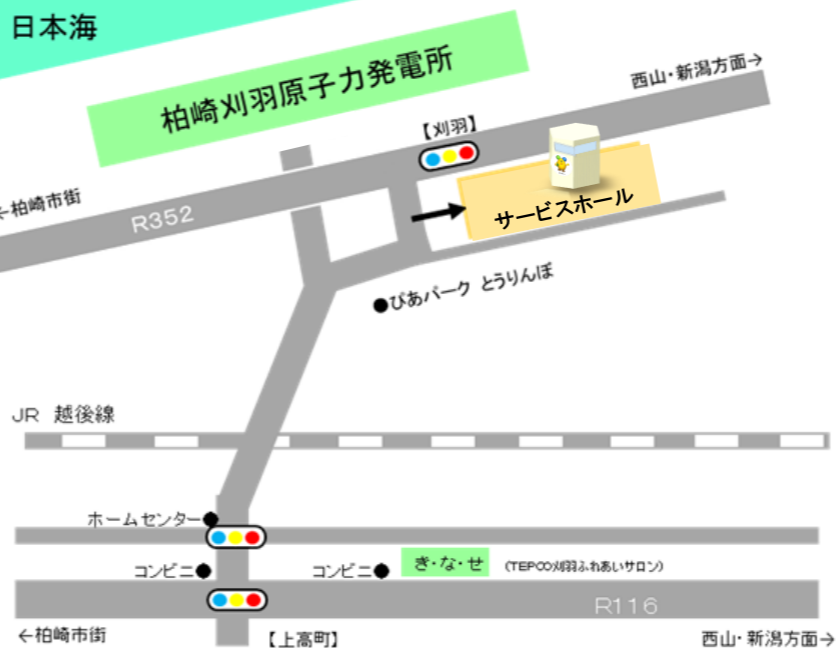 日本海
柏崎刈羽原子力発電所
西山・新潟方面→
【刈羽】
←柏崎市街
R352
サービスホール
●ぴあパーク とうりんぼ
JR 越後線
ホームセンター●
コンビニ●
コンビニ●
き・な・せ (TEPCO刈羽ふれあいサロン)
R116
←柏崎市街
【上高町】
西山・新潟方面→